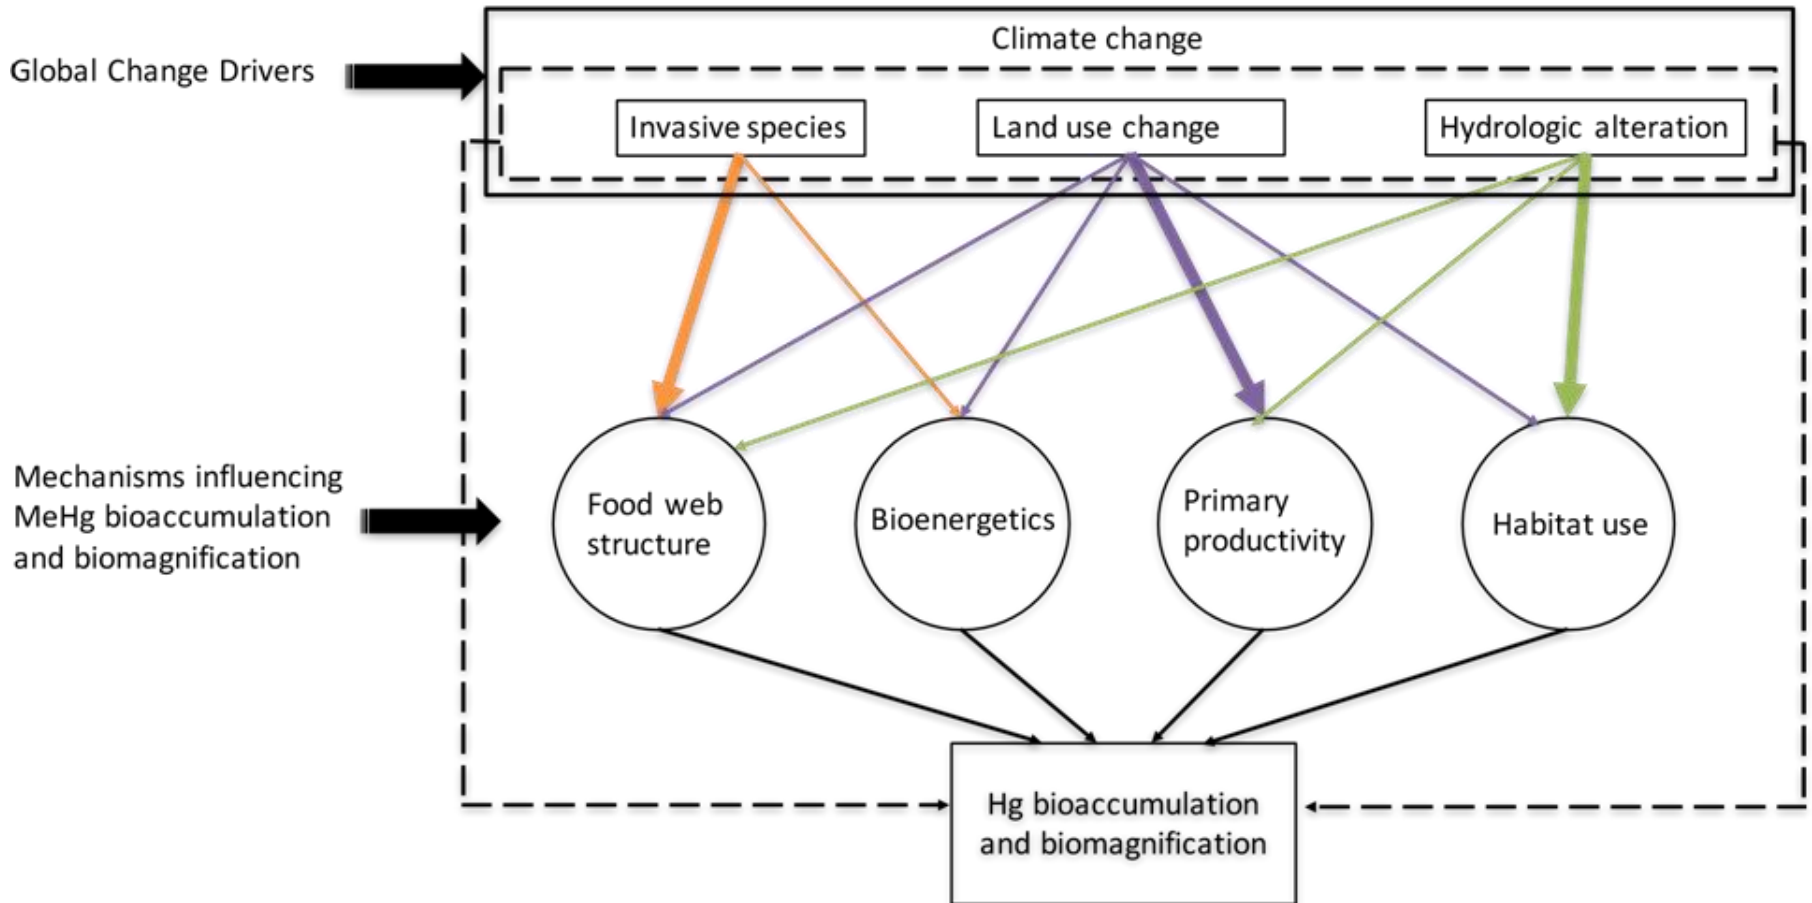 Climate change
Global Change Drivers
Invasive species
Land use change
Hydrologic alteration
Mechanisms influencing
MeHg bioaccumulation
and biomagnification
Food web
structure
Bioenergetics
Primary
productivity
Habitat use
Hg bioaccumulation
and biomagnification